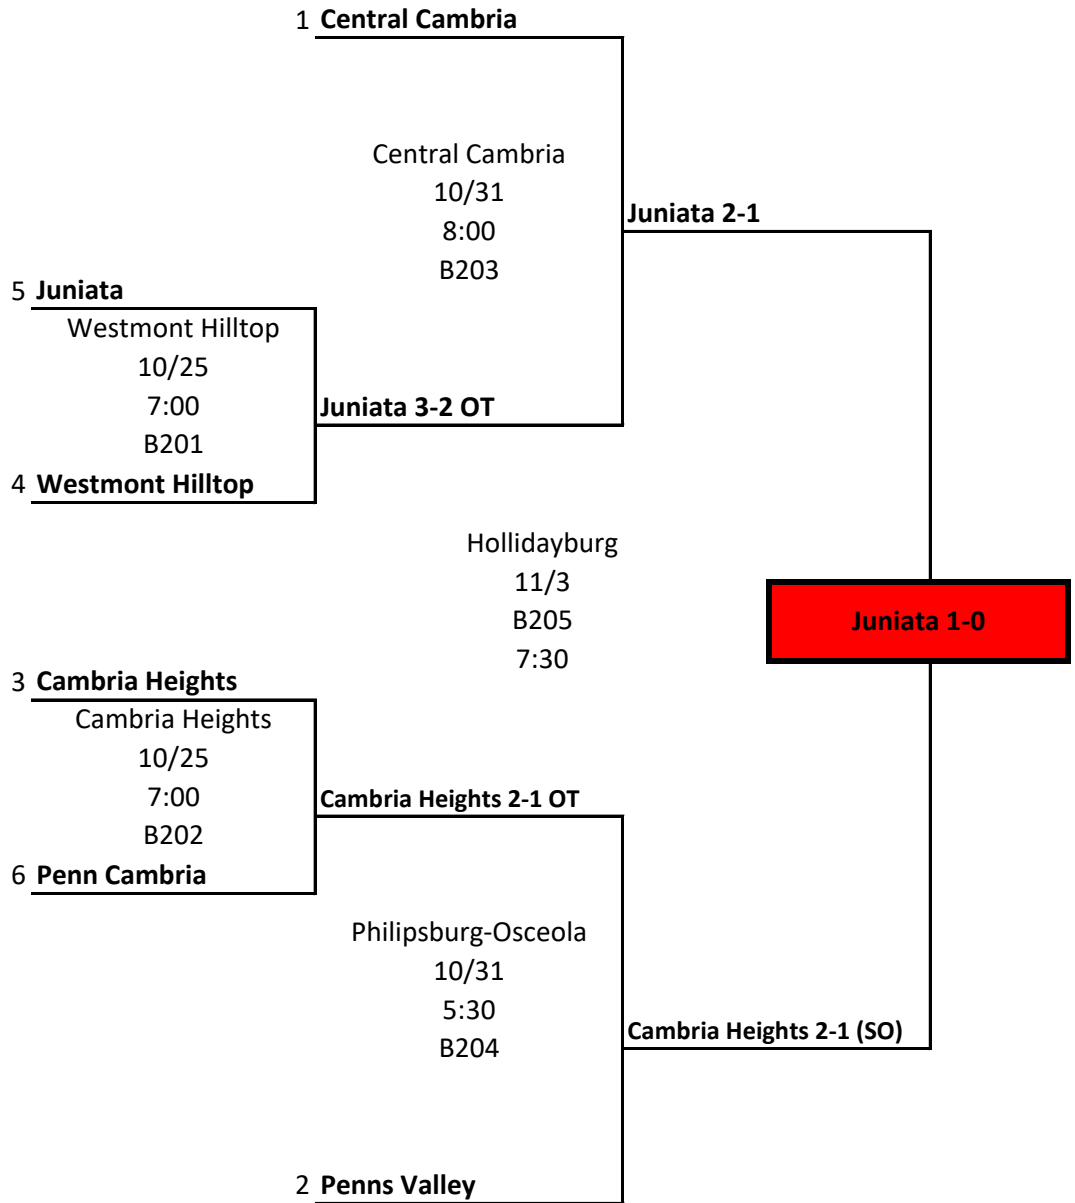 1 Central Cambria
Central Cambria
10/31
8:00
B203
Juniata 2-1
5 Juniata
Westmont Hilltop
10/25
7:00
B201
Juniata 3-2 OT
4 Westmont Hilltop
Hollidayburg
11/3
B205
7:30
Juniata 1-0
3 Cambria Heights
Cambria Heights
10/25
7:00
B202
Cambria Heights 2-1 OT
6 Penn Cambria
Philipsburg-Osceola
10/31
5:30
B204
Cambria Heights 2-1 (SO)
2 Penns Valley